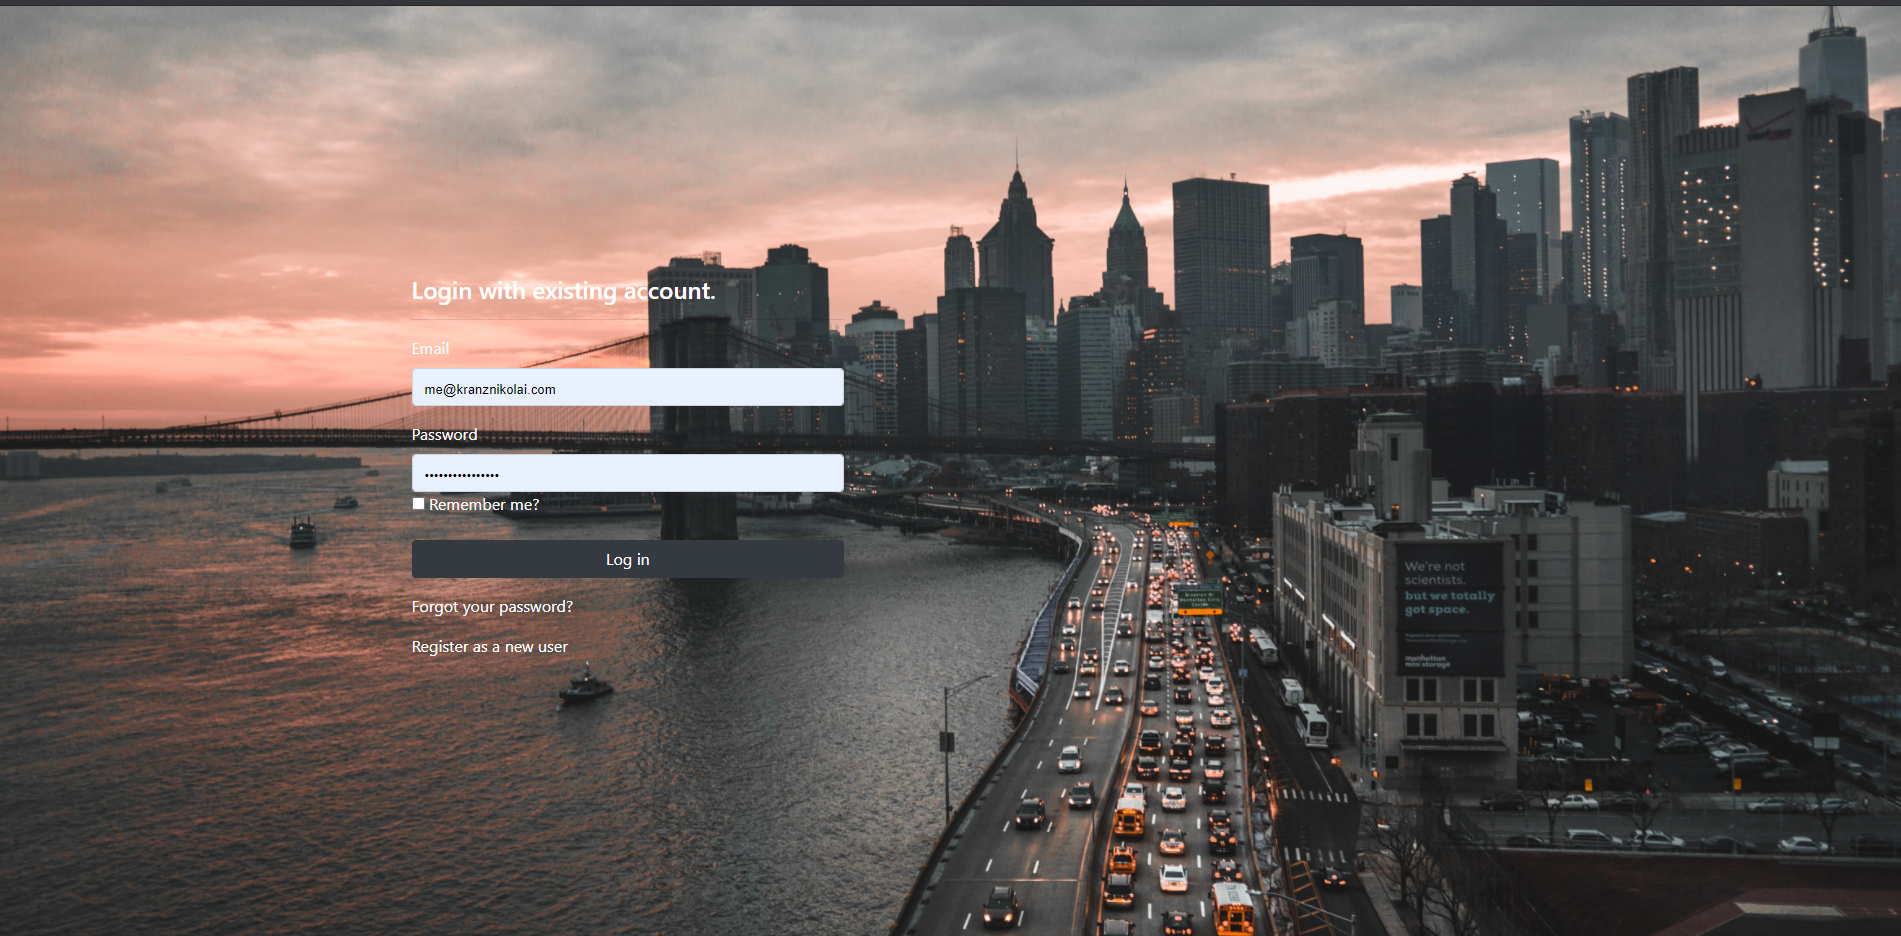 Login with existing account.
Email
me@kranznikolai.com
Password
••••••••••••••••
Remember me?
Log in
Forgot your password?
Register as a new user
verizon
We're not
scientists,
but we totally
got space.
manhattan
mini storage